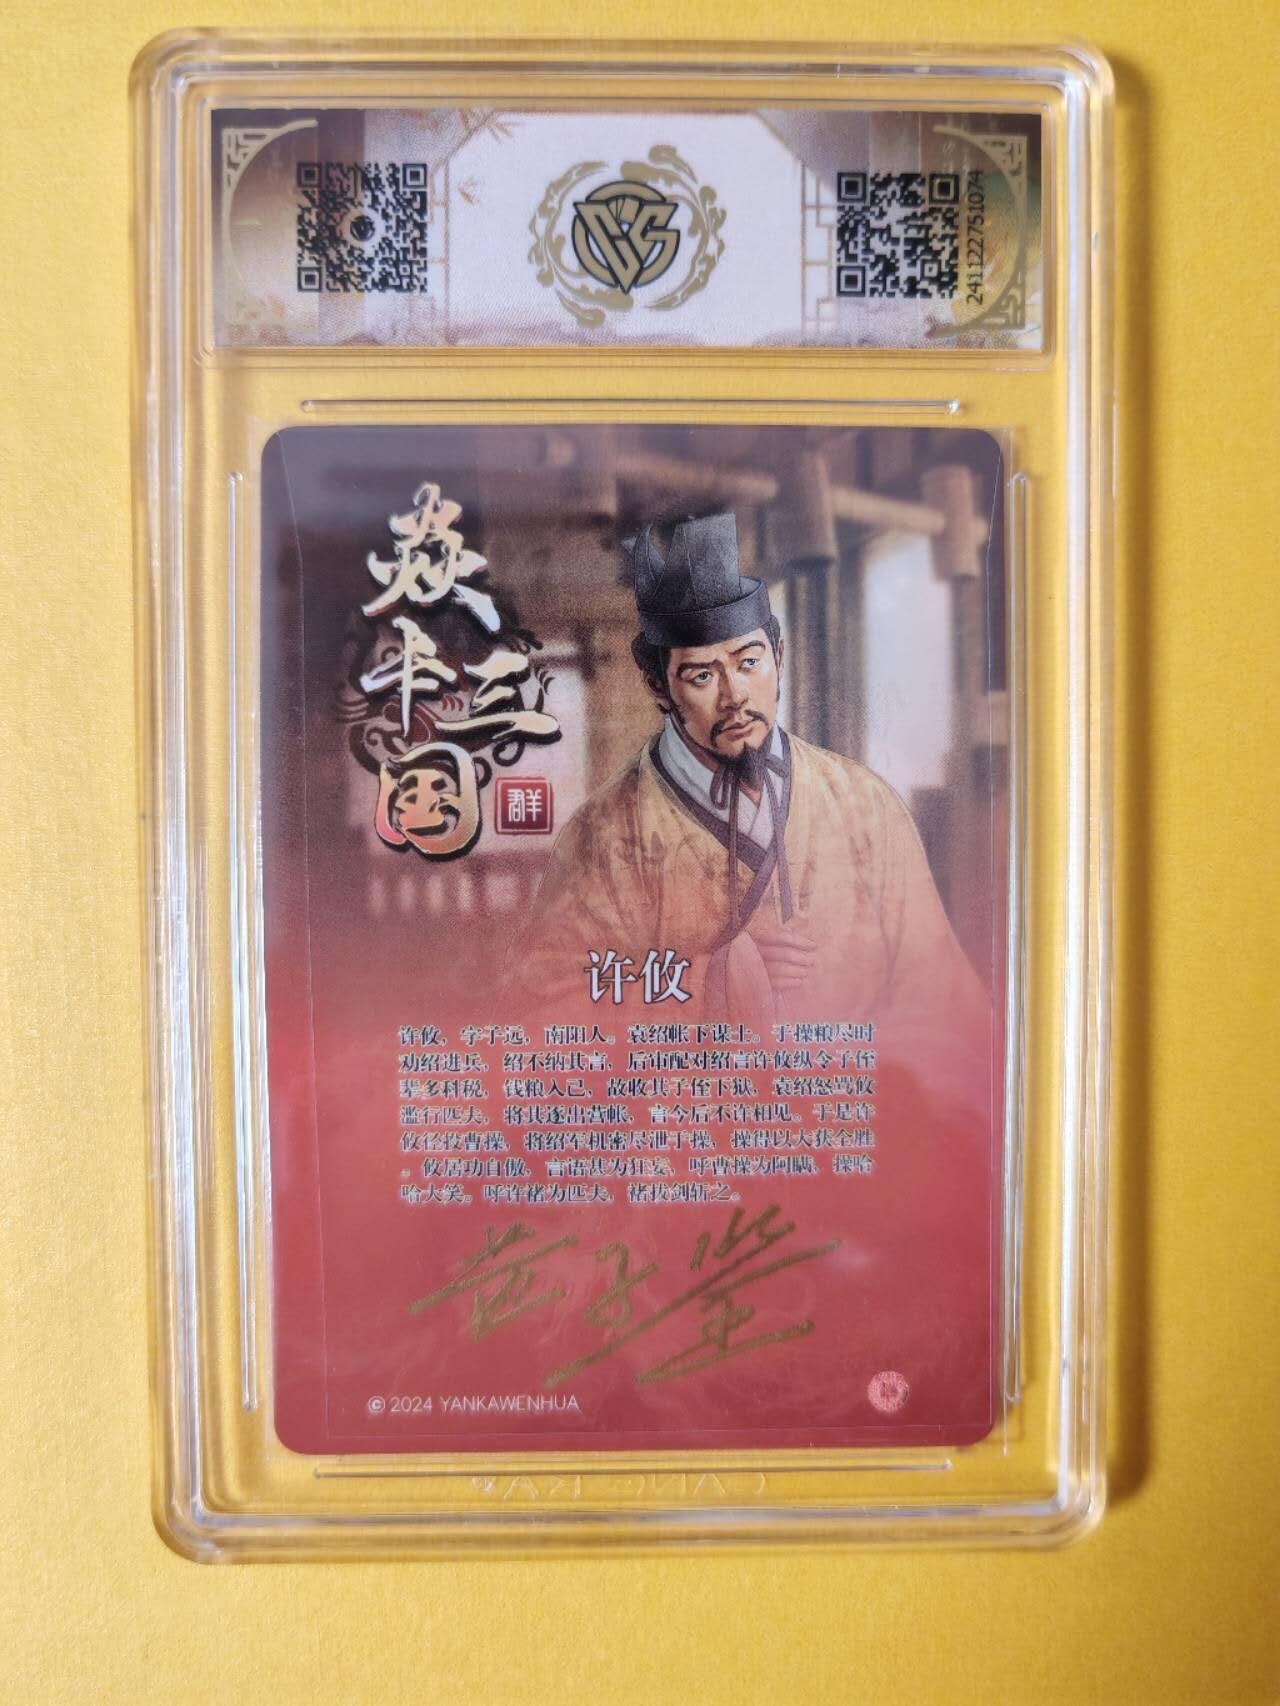 2411227751074
焱
卡三
国
群
许攸
许攸，字子远，南阳人。袁绍帐下谋士。于操粮尽时
劝绍进兵，绍不纳其言，后审配对绍言许攸纵令子侄
辈多科税，钱粮入己，故收其子侄下狱，袁绍怒骂攸
滥行匹夫，将其逐出营帐，言今后不许相见。于是许
攸径投曹操，将绍军机密尽泄于操，操得以大获全胜
。攸居功自傲，言语甚为狂妄，呼曹操为阿瞒，操哈
哈大笑。呼许褚为匹夫，褚拔剑斩之。
© 2024 YANKAWENHUA